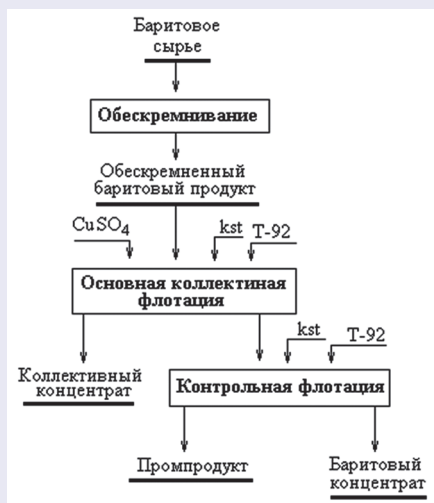 Баритовое
сырье
Обескремнивание
Обескремненный
баритовый продукт
CuSO4
kst
T-92
Основная коллектиная
флотация
kst
T-92
Коллективный
концентрат
Контрольная флотация
Промпродукт
Баритовый
концентрат